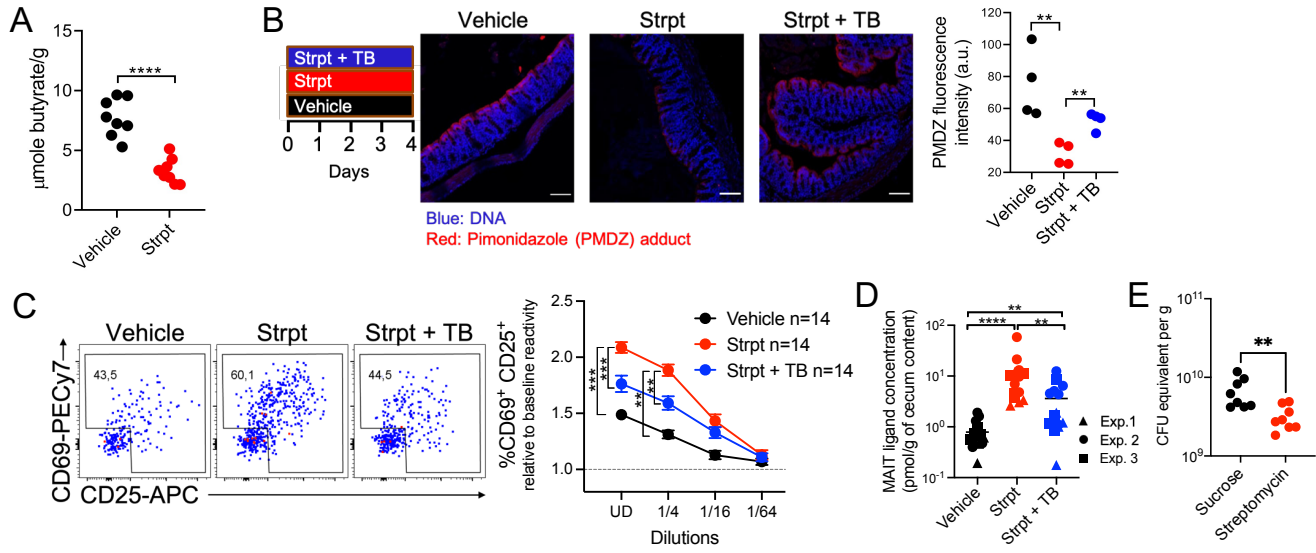 A
µmole butyrate/g
15
10
5
0
****
Vehicle
Strpt
B
Strpt + TB
Strpt
Vehicle
0 1 2 3 4
Days
Vehicle
Strpt
Strpt + TB
Blue: DNA
Red: Pimonidazole (PMDZ) adduct
PMDZ fluorescence
intensity (a.u.)
120
100
80
60
40
20
**
**
Vehicle
Strpt
Strpt + TB
C
Vehicle
Strpt
Strpt + TB
43,5
60,1
44,5
CD69-PECy7
CD25-APC
%CD69+ CD25+
relative to baseline reactivity
2.5
2.0
1.5
1.0
***
***
**
**
Vehicle n=14
Strpt n=14
Strpt + TB n=14
UD 1/4 1/16 1/64
Dilutions
D
MAIT ligand concentration
(pmol/g of cecum content)
10²
10¹
10⁰
10⁻¹
**
**** **
Exp.1
Exp. 2
Exp. 3
Vehicle
Strpt
Strpt + TB
E
CFU equivalent per g
10¹¹
10¹⁰
10⁹
**
Sucrose
Streptomycin